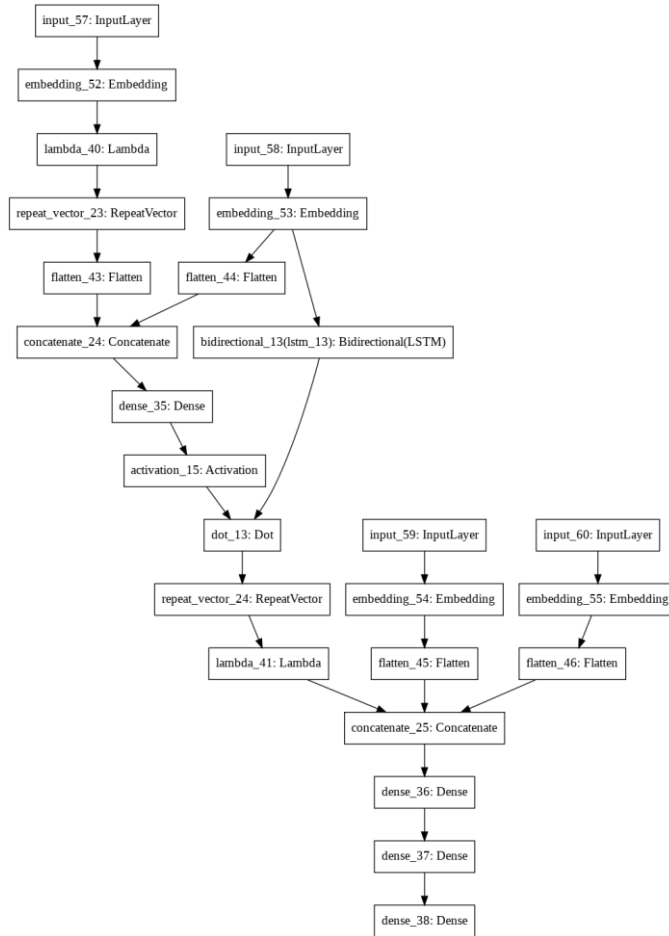 input_57: InputLayer
embedding_52: Embedding
lambda_40: Lambda
input_58: InputLayer
repeat_vector_23: RepeatVector
embedding_53: Embedding
flatten_43: Flatten
flatten_44: Flatten
concatenate_24: Concatenate
bidirectional_13(lstm_13): Bidirectional(LSTM)
dense_35: Dense
activation_15: Activation
dot_13: Dot
input_59: InputLayer
input_60: InputLayer
repeat_vector_24: RepeatVector
embedding_54: Embedding
embedding_55: Embedding
lambda_41: Lambda
flatten_45: Flatten
flatten_46: Flatten
concatenate_25: Concatenate
dense_36: Dense
dense_37: Dense
dense_38: Dense